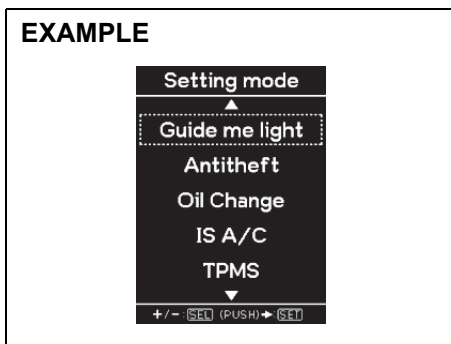 EXAMPLE
Setting mode
▲
Guide me light
Antitheft
Oil Change
IS A/C
TPMS
▼
+/-:SEL (PUSH)➔:SET